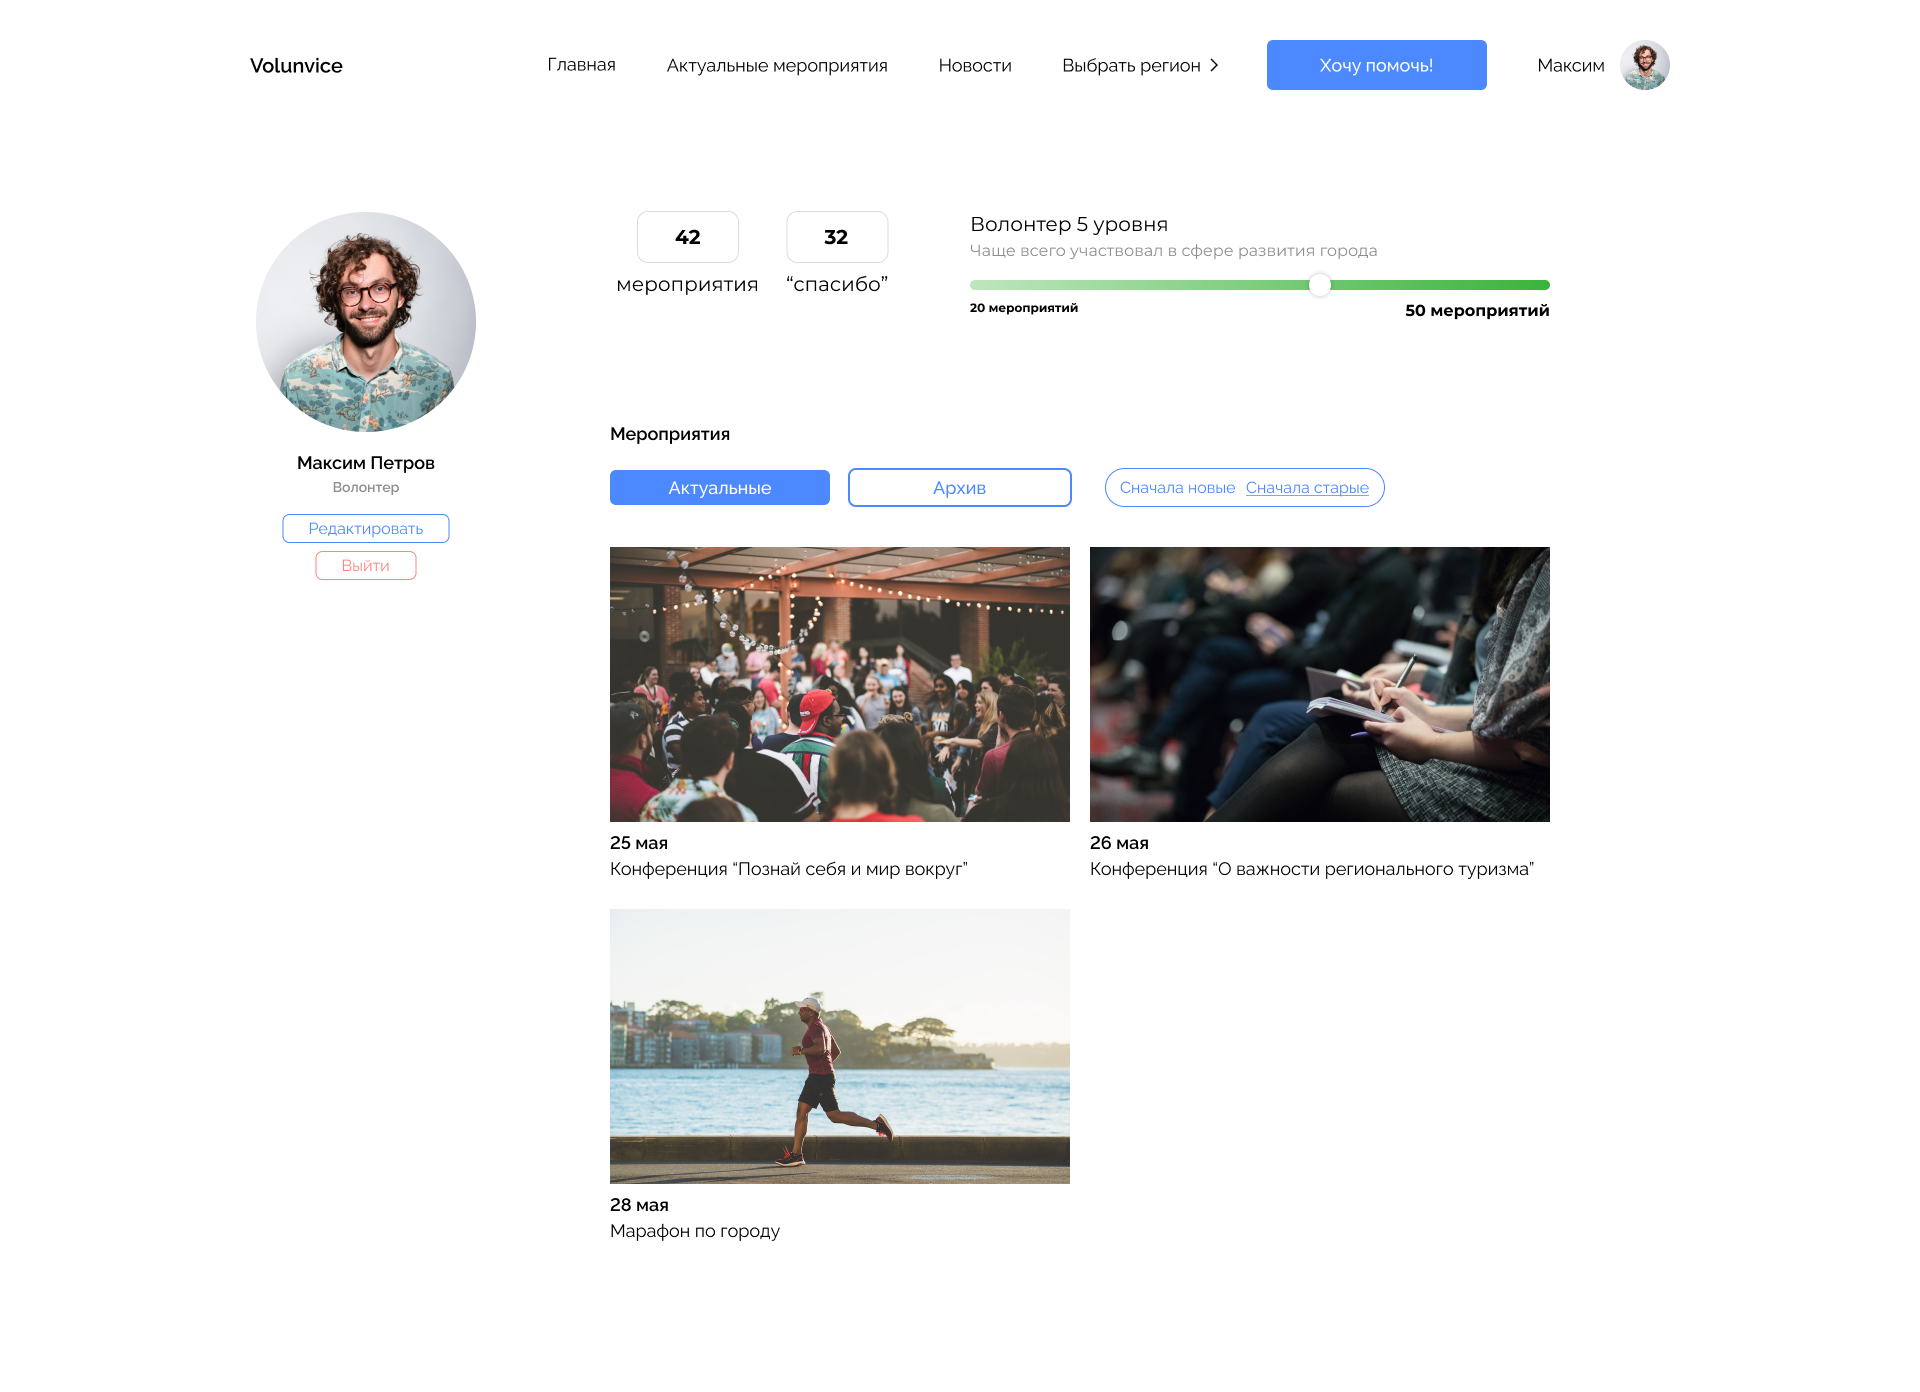 Volunvice
Главная
Актуальные мероприятия
Новости
Выбрать регион
Хочу помочь!
Максим
Максим Петров
Волонтер
Редактировать
Выйти
42
мероприятия
32
“спасибо”
Волонтер 5 уровня
Чаще всего участвовал в сфере развития города
20 мероприятий
50 мероприятий
Мероприятия
Актуальные
Архив
Сначала новые Сначала старые
25 мая
Конференция “Познай себя и мир вокруг”
26 мая
Конференция “О важности регионального туризма”
28 мая
Марафон по городу